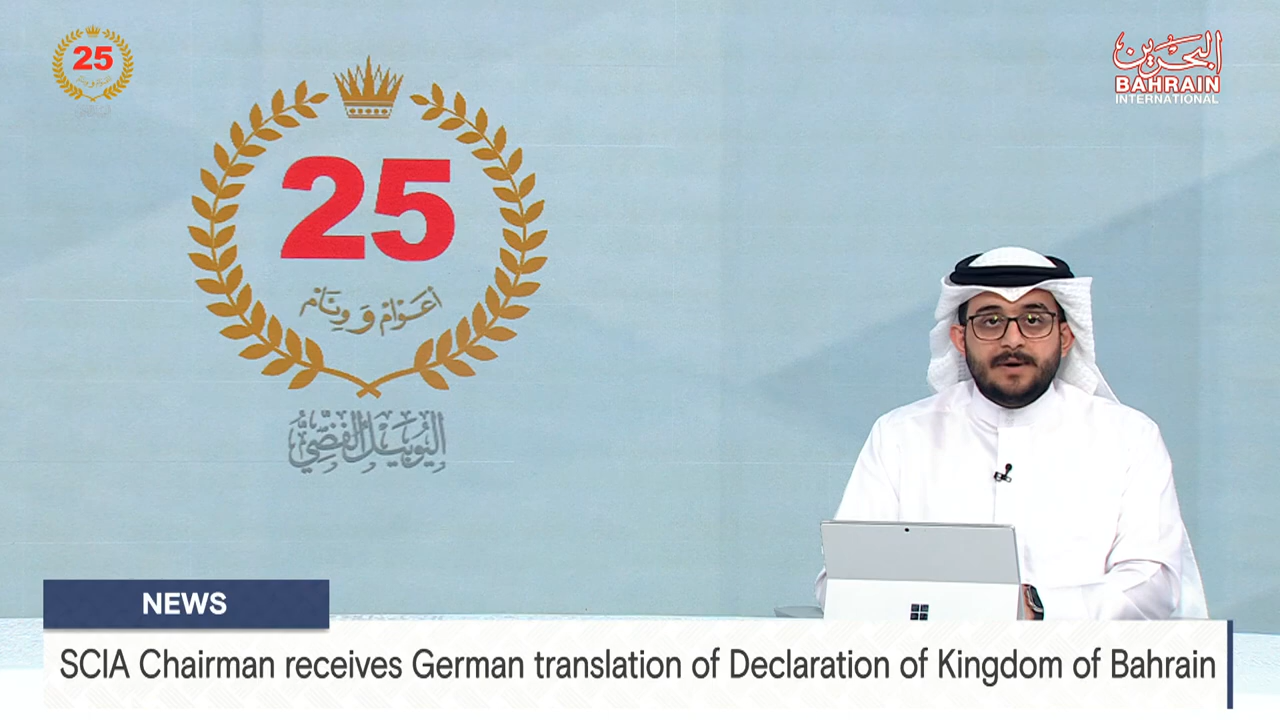 25
البحرين
BAHRAIN
INTERNATIONAL
25
أعوام و وئام
اليوبيل الفضي
NEWS
SCIA Chairman receives German translation of Declaration of Kingdom of Bahrain